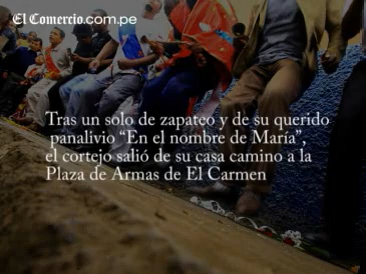 El Comercio.com.pe
Tras un solo de zapateo y de su querido
panalivio “En el nombre de María”,
el cortejo salió de su casa camino a la
Plaza de Armas de El Carmen